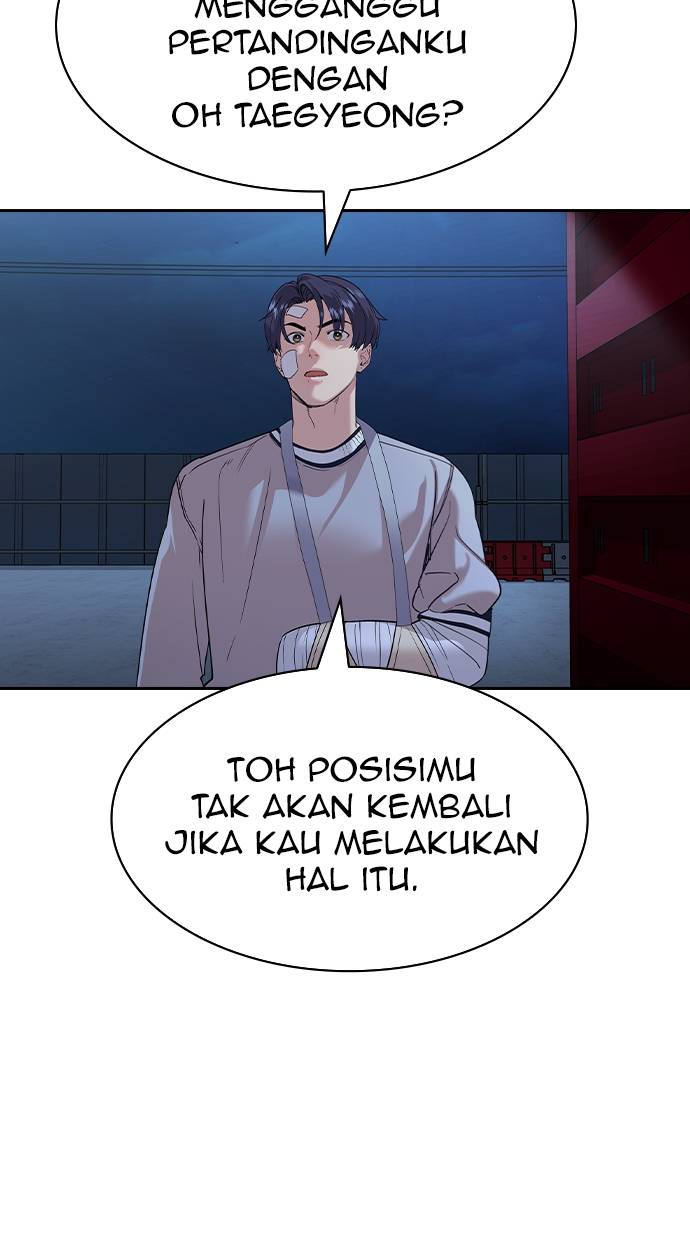 MENGGANGGU
PERTANDINGANKU
DENGAN
OH TAEGYEONG?
TOH POSISIMU
TAK AKAN KEMBALI
JIKA KAU MELAKUKAN
HAL ITU.